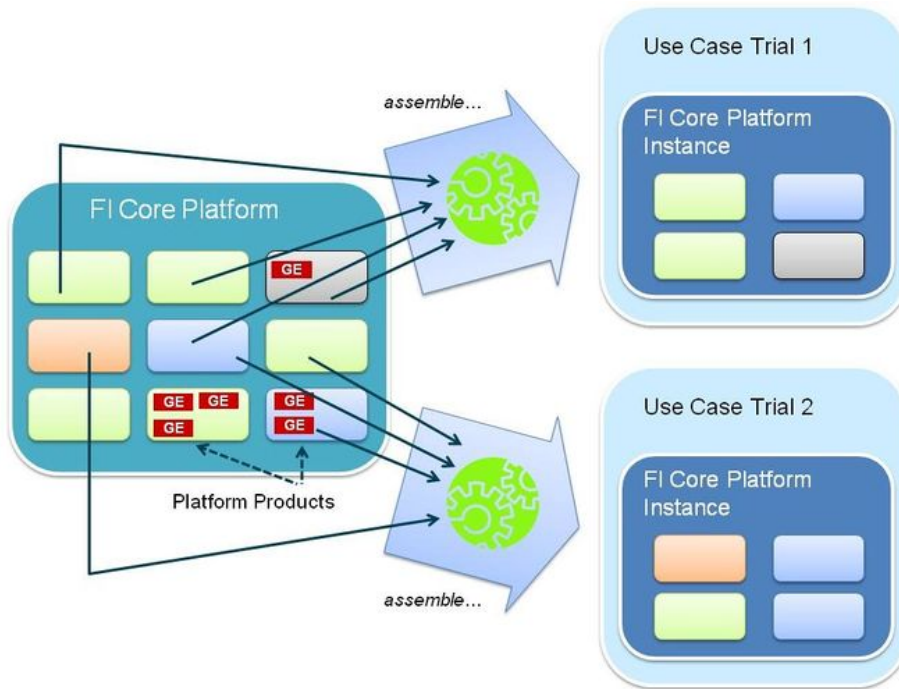 assemble...
FI Core Platform
GE
GE GE GE
GE GE
Platform Products
assemble...
Use Case Trial 1
FI Core Platform
Instance
Use Case Trial 2
FI Core Platform
Instance